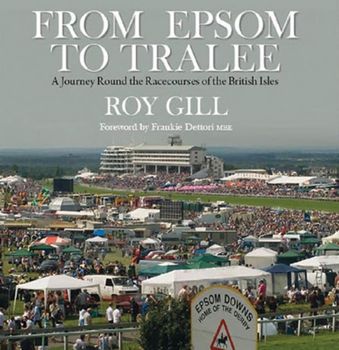 FROM EPSOM
TO TRALEE
A Journey Round the Racecourses of the British Isles
ROY GILL
Foreword by Frankie Dettori MBE
EPSOM DOWNS
HOME OF THE DERBY